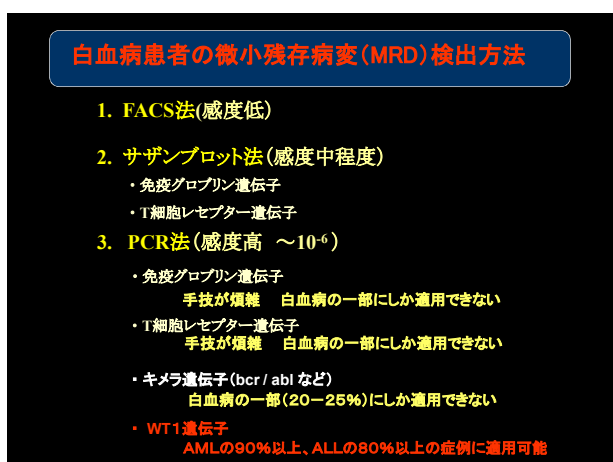 白血病患者の微小残存病変(MRD)検出方法
1. FACS法(感度低)
2. サザンブロット法(感度中程度)
・免疫グロブリン遺伝子
・T細胞レセプター遺伝子
3. PCR法(感度高 ～10-6)
・免疫グロブリン遺伝子
手技が煩雑 白血病の一部にしか適用できない
・T細胞レセプター遺伝子
手技が煩雑 白血病の一部にしか適用できない
・キメラ遺伝子(bcr / abl など)
白血病の一部(20－25％)にしか適用できない
・ WT1遺伝子
AMLの90％以上、ALLの80％以上の症例に適用可能